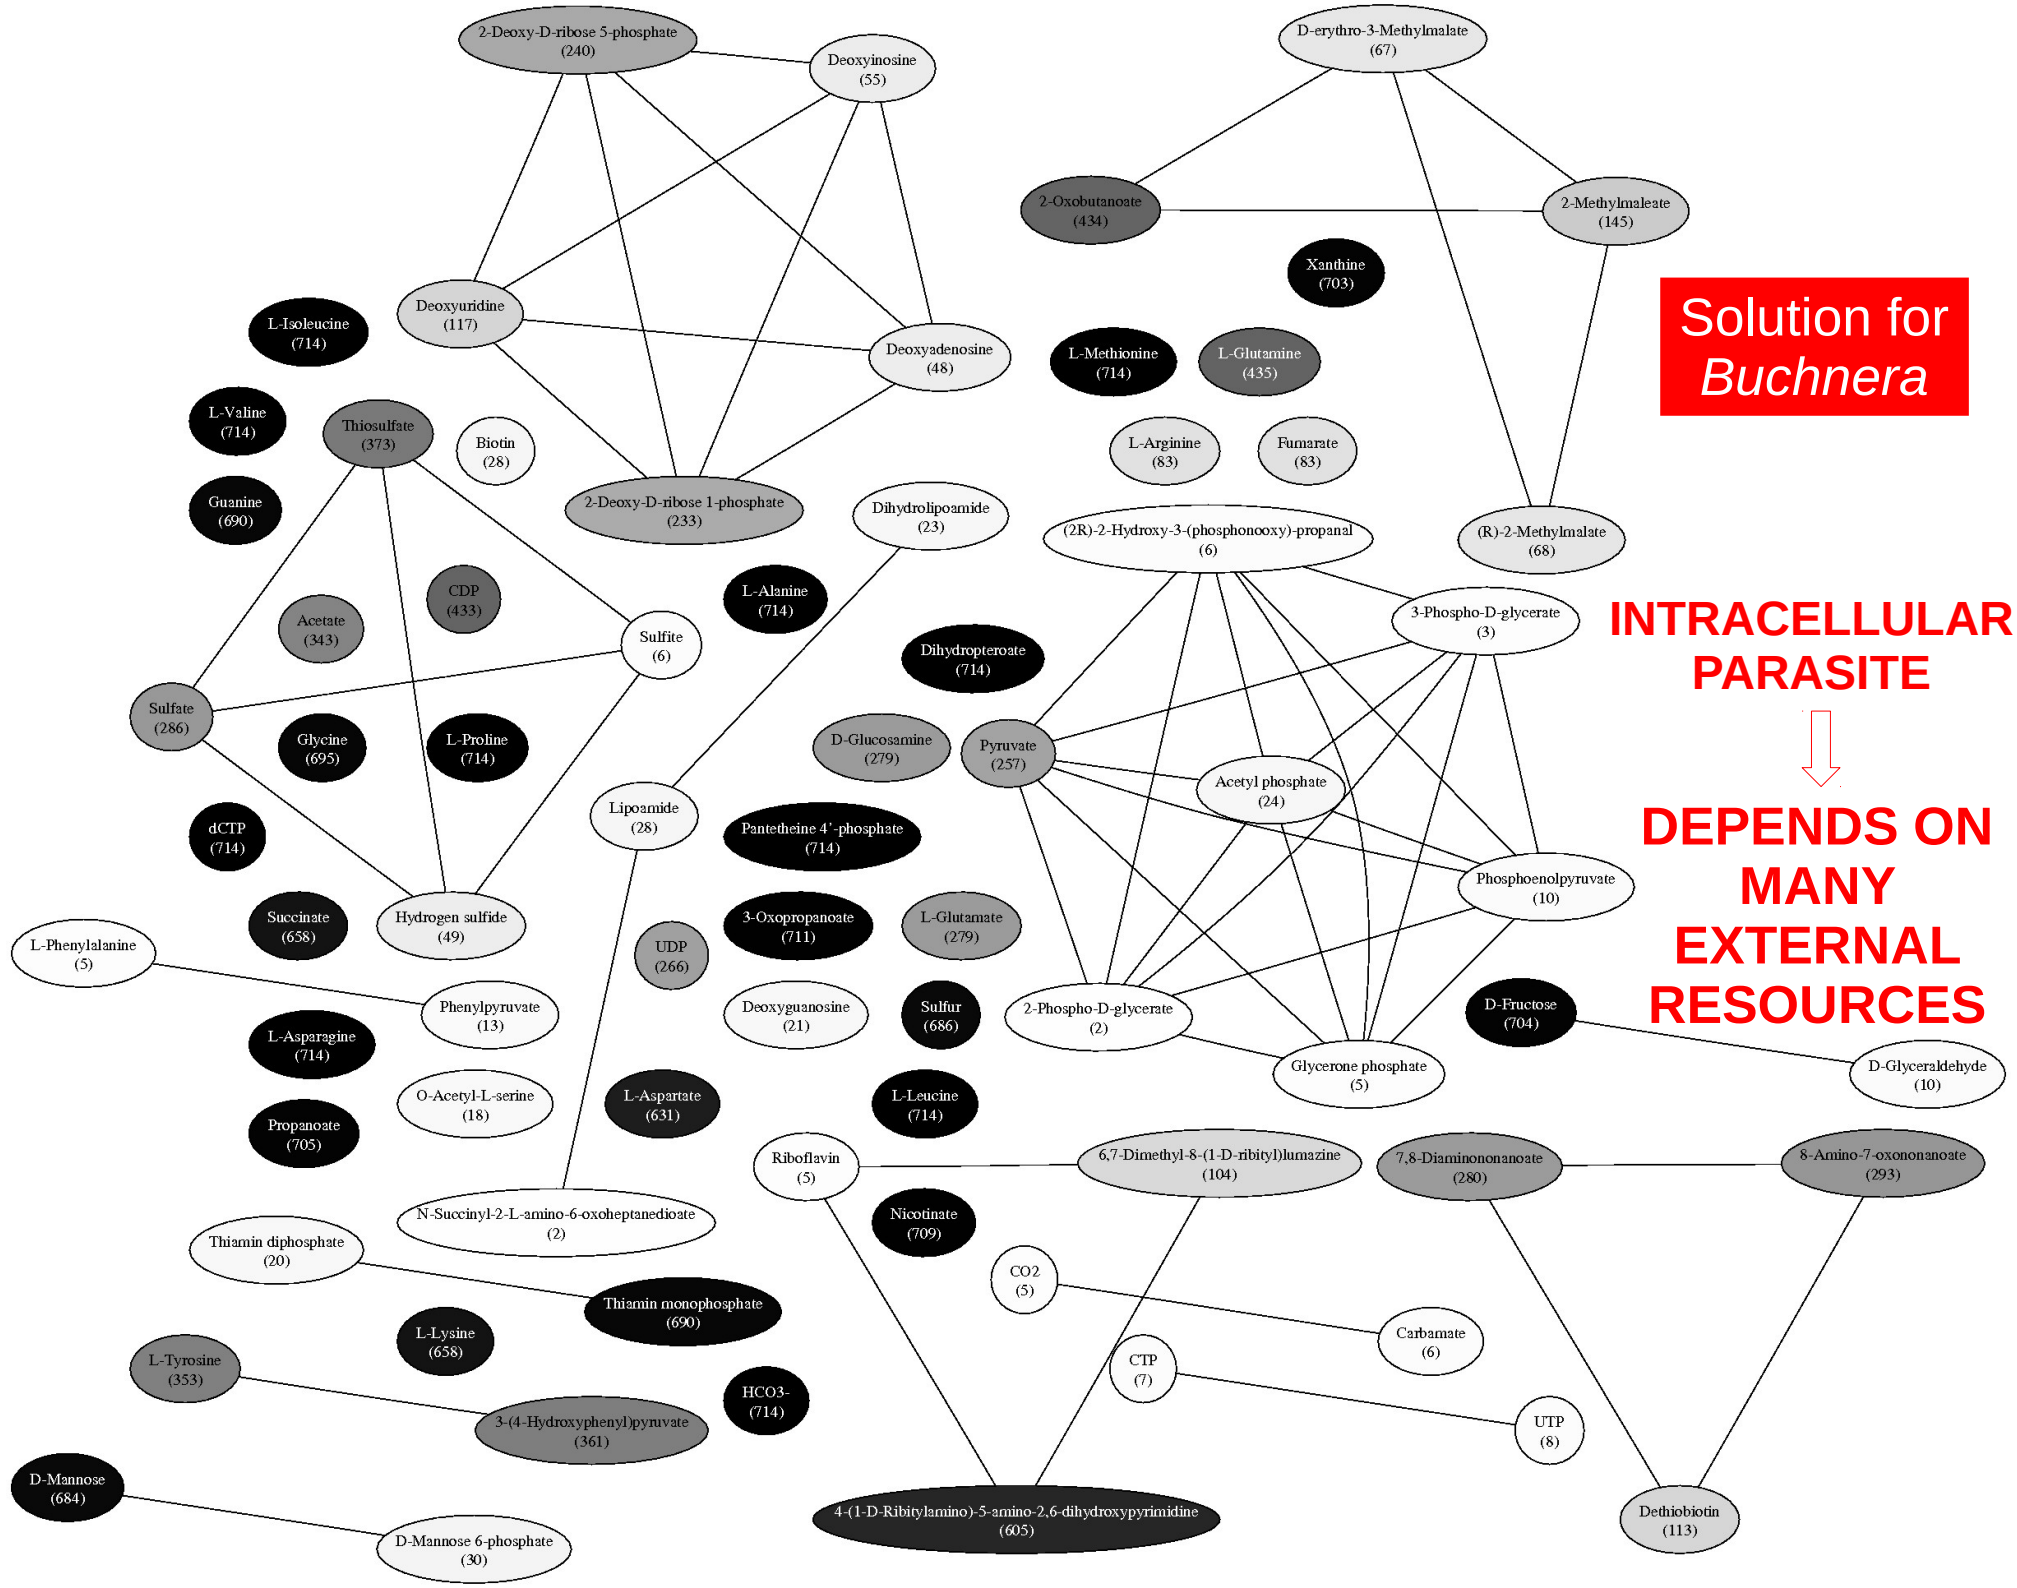 2-Deoxy-D-ribose 5-phosphate
(240)
Deoxyinosine
(55)
D-erythro-3-Methylmalate
(67)
2-Oxobutanoate
(434)
2-Methylmaleate
(145)
Xanthine
(703)
Deoxyuridine
(117)
L-Isoleucine
(714)
Deoxyadenosine
(48)
L-Methionine
(714)
L-Glutamine
(435)
Solution for
Buchnera
L-Valine
(714)
Thiosulfate
(373)
Biotin
(28)
L-Arginine
(83)
Fumarate
(83)
Guanine
(690)
2-Deoxy-D-ribose 1-phosphate
(233)
Dihydrolipoamide
(23)
(2R)-2-Hydroxy-3-(phosphonooxy)-propanal
(6)
(R)-2-Methylmalate
(68)
CDP
(433)
L-Alanine
(714)
3-Phospho-D-glycerate
(3)
INTRACELLULAR
PARASITE
Acetate
(343)
Sulfite
(6)
Dihydropteroate
(714)
Sulfate
(286)
Glycine
(695)
L-Proline
(714)
D-Glucosamine
(279)
Pyruvate
(257)
Acetyl phosphate
(24)
Lipoamide
(28)
dCTP
(714)
Pantetheine 4'-phosphate
(714)
DEPENDS ON
MANY
EXTERNAL
RESOURCES
Phosphoenolpyruvate
(10)
Succinate
(658)
Hydrogen sulfide
(49)
3-Oxopropanoate
(711)
L-Glutamate
(279)
L-Phenylalanine
(5)
UDP
(266)
Phenylpyruvate
(13)
Deoxyguanosine
(21)
Sulfur
(686)
2-Phospho-D-glycerate
(2)
D-Fructose
(704)
L-Asparagine
(714)
Glycerone phosphate
(5)
D-Glyceraldehyde
(10)
O-Acetyl-L-serine
(18)
L-Aspartate
(631)
L-Leucine
(714)
Propanoate
(705)
Riboflavin
(5)
6,7-Dimethyl-8-(1-D-ribityl)lumazine
(104)
7,8-Diaminononanoate
(280)
8-Amino-7-oxononanoate
(293)
N-Succinyl-2-L-amino-6-oxoheptanedioate
(2)
Nicotinate
(709)
Thiamin diphosphate
(20)
CO2
(5)
Thiamin monophosphate
(690)
L-Lysine
(658)
Carbamate
(6)
L-Tyrosine
(353)
CTP
(7)
HCO3-
(714)
3-(4-Hydroxyphenyl)pyruvate
(361)
UTP
(8)
D-Mannose
(684)
4-(1-D-Ribitylamino)-5-amino-2,6-dihydroxypyrimidine
(605)
Dethiobiotin
(113)
D-Mannose 6-phosphate
(30)